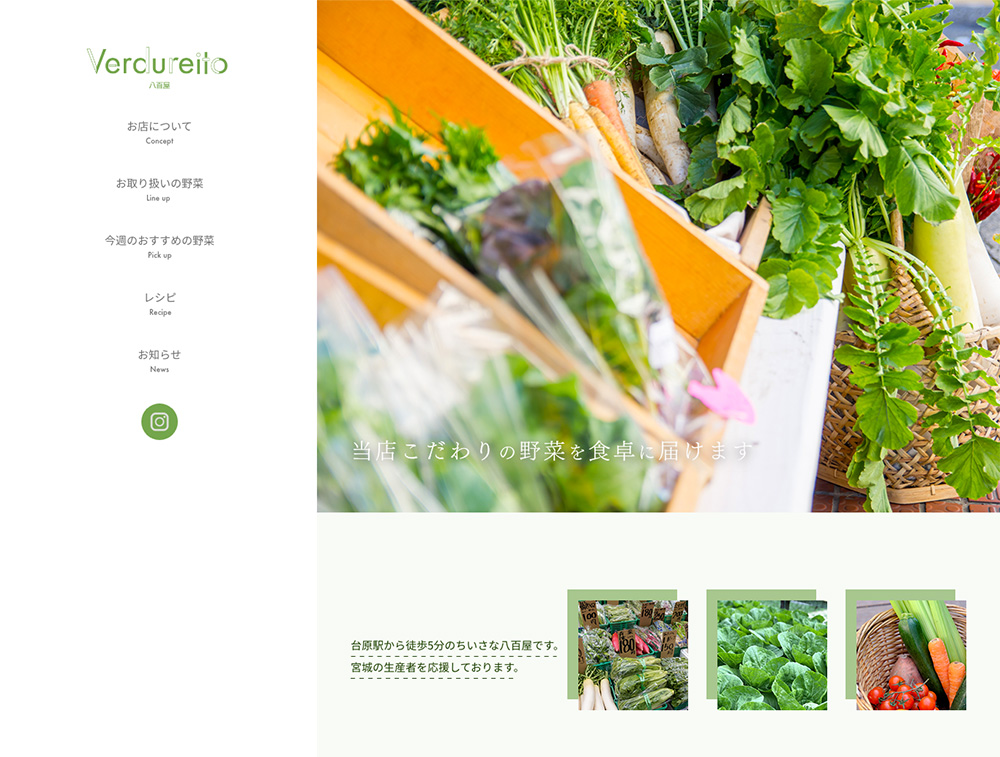 Verdureito
八百屋
お店について
Concept
お取り扱いの野菜
Line up
今週のおすすめの野菜
Pick up
レシピ
Recipe
お知らせ
News
当店こだわりの野菜を食卓に届けます
台原駅から徒歩5分のちいさな八百屋です。
宮城の生産者を応援しております。
180